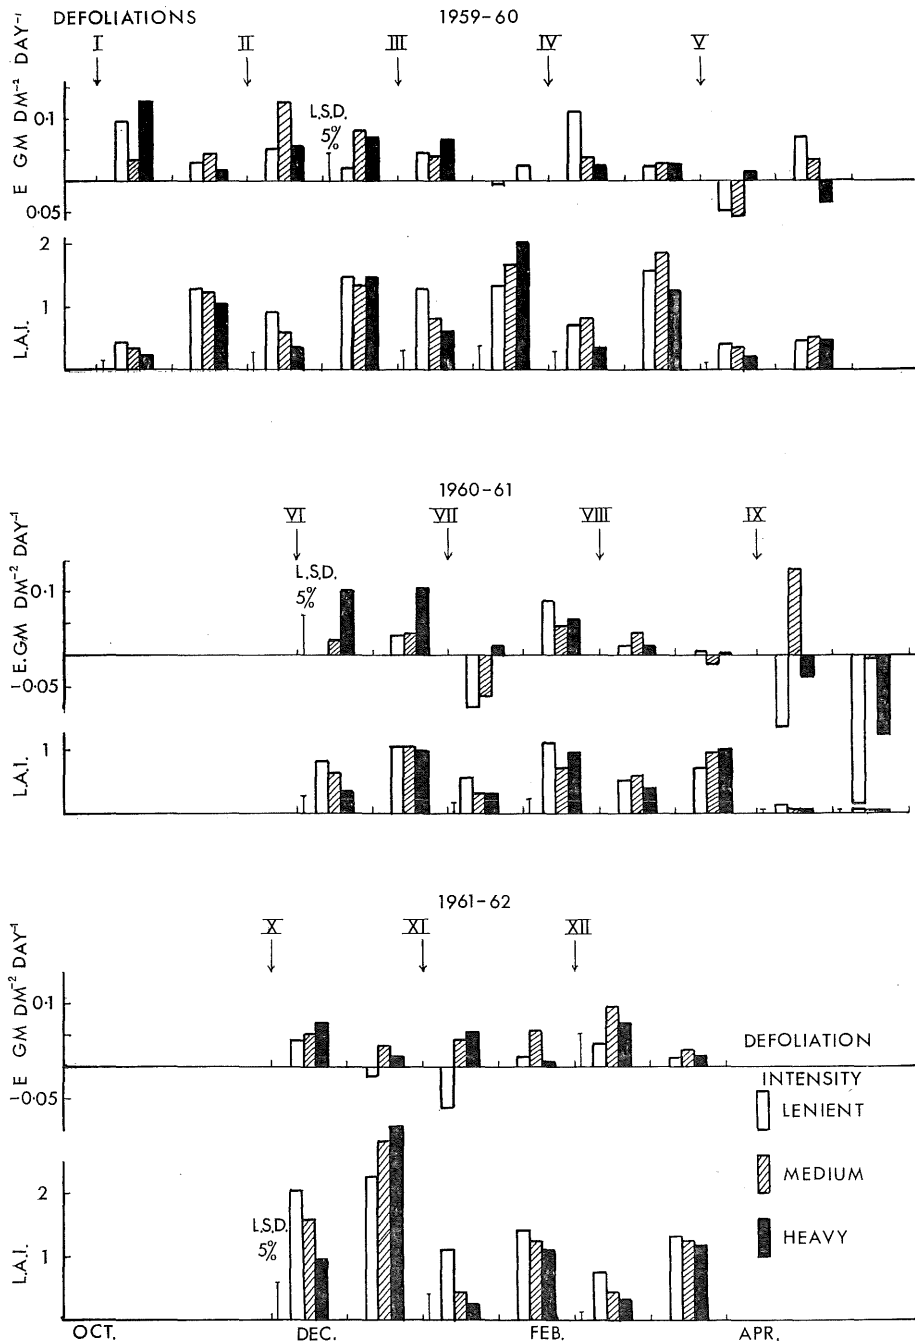 DEFOLIATIONS 1959-60
I II III IV V
E GM DM⁻² DAY⁻¹
0·1
L.S.D.
5%
0·05
L.A.I.
2
1
1960-61
VI VII VIII IX
E.GM DM⁻² DAY⁻¹
L.S.D.
5%
0·1
-0·05
L.A.I.
1
1961-62
X XI XII
E GM DM⁻² DAY⁻¹
0·1
-0·05
DEFOLIATION
INTENSITY
LENIENT
MEDIUM
HEAVY
L.A.I.
2
1
L.S.D.
5%
OCT. DEC. FEB. APR.